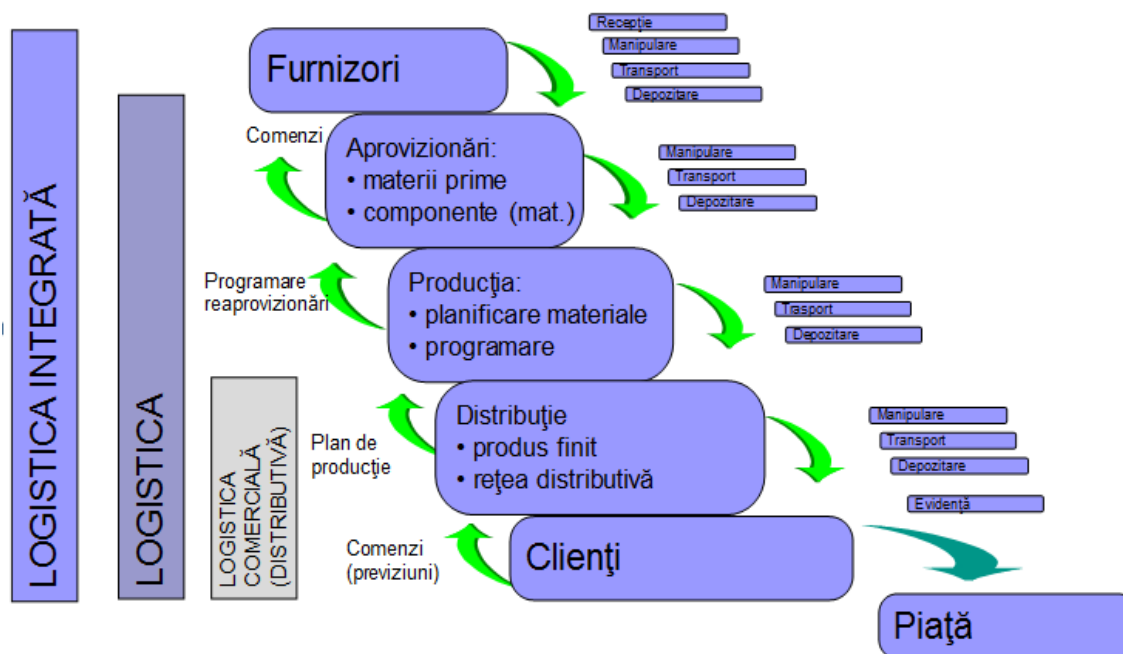 LOGISTICA INTEGRATĂ
LOGISTICA
LOGISTICA
COMERCIALĂ
(DISTRIBUTIVĂ)
Furnizori
Recepţie
Manipulare
Transport
Depozitare
Comenzi
Aprovizionări:
• materii prime
• componente (mat.)
Manipulare
Transport
Depozitare
Programare
reaprovizionări
Producţia:
• planificare materiale
• programare
Manipulare
Trasport
Depozitare
Plan de
producţie
Distribuţie
• produs finit
• reţea distributivă
Manipulare
Transport
Depozitare
Evidenţă
Comenzi
(previziuni)
Clienţi
Piaţă